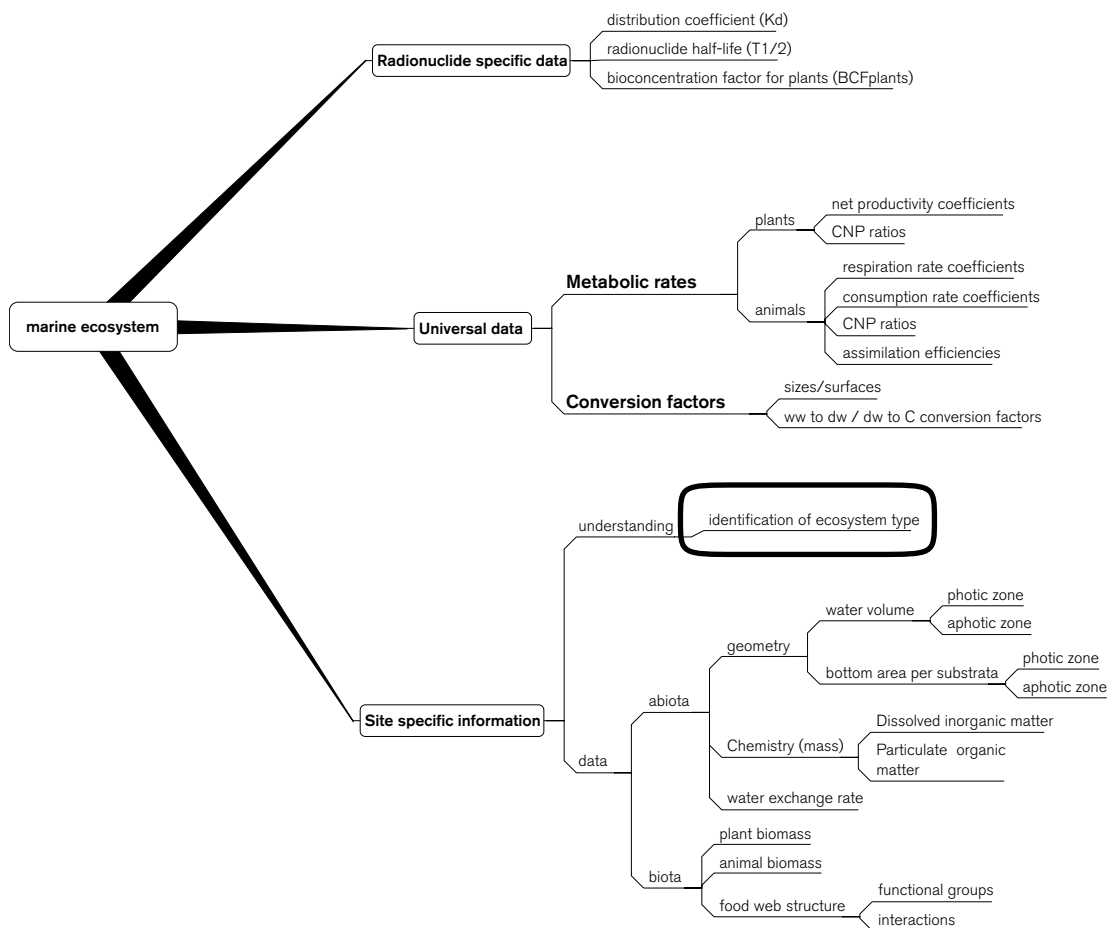 distribution coefficient (Kd)
Radionuclide specific data
radionuclide half-life (T1/2)
bioconcentration factor for plants (BCFplants)
net productivity coefficients
plants
CNP ratios
respiration rate coefficients
Metabolic rates
consumption rate coefficients
animals
CNP ratios
assimilation efficiencies
marine ecosystem
Universal data
sizes/surfaces
Conversion factors
ww to dw / dw to C conversion factors
identification of ecosystem type
understanding
photic zone
water volume
aphotic zone
geometry
photic zone
bottom area per substrata
aphotic zone
abiota
Dissolved inorganic matter
Site specific information
Chemistry (mass)
Particulate organic
matter
data
water exchange rate
plant biomass
animal biomass
biota
functional groups
food web structure
interactions